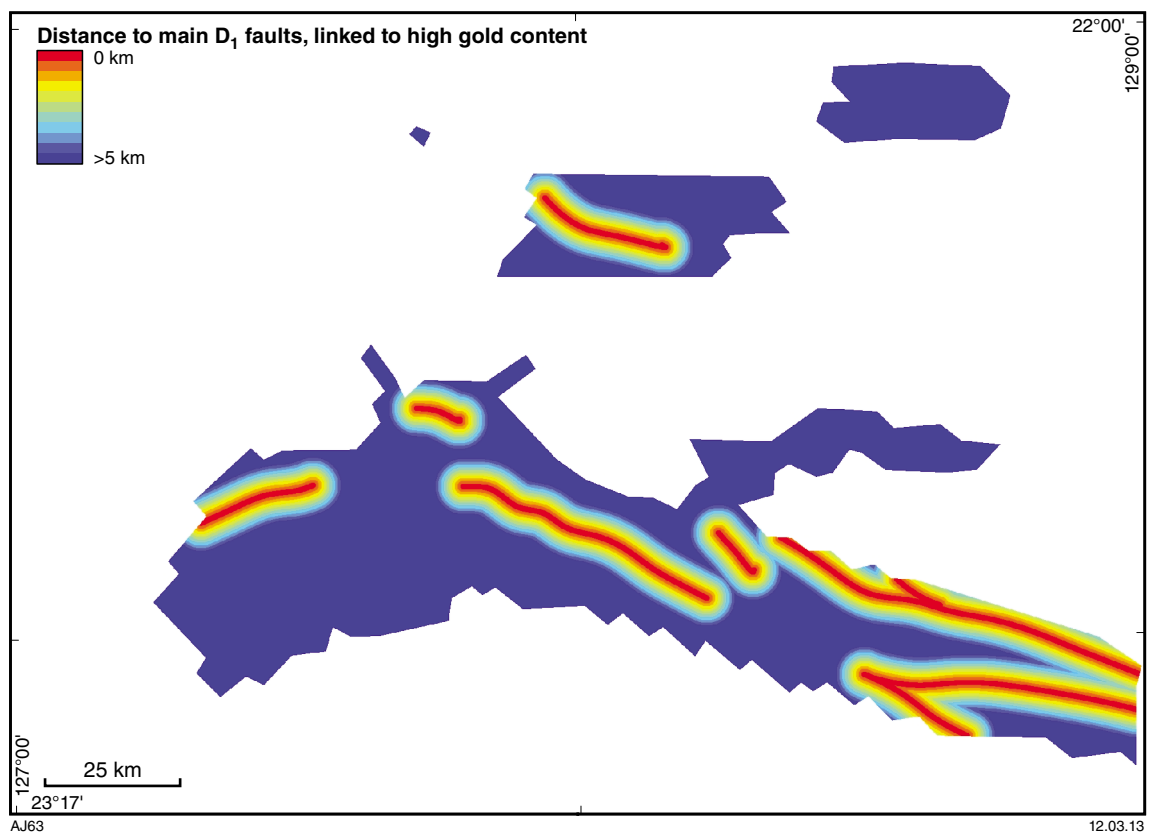 Distance to main D₁ faults, linked to high gold content
0 km
>5 km
22°00'
129°00'
127°00'
25 km
23°17'
AJ63
12.03.13